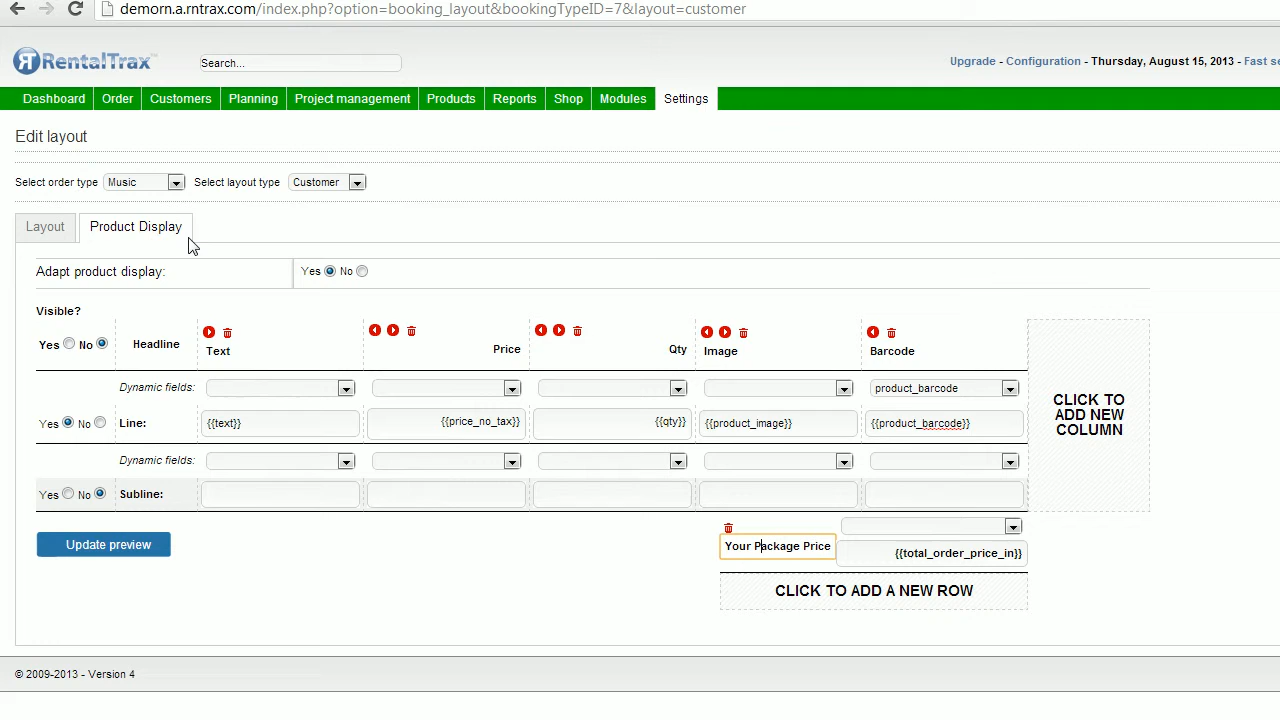 demorn.a.rntrax.com/index.php?option=booking_layout&bookingTypeID=7&layout=customer
RentalTrax™ Search... Upgrade - Configuration - Thursday, August 15, 2013 - Fast se
Dashboard Order Customers Planning Project management Products Reports Shop Modules Settings
Edit layout
Select order type Music Select layout type Customer
Layout Product Display
Adapt product display: Yes No
Visible?
Yes No Headline Text Price Qty Image Barcode
Dynamic fields: product_barcode
Yes No Line: {{text}} {{price_no_tax}} {{qty}} {{product_image}} {{product_barcode}}
CLICK TO
ADD NEW
COLUMN
Dynamic fields:
Yes No Subline:
Update preview
Your Package Price {{total_order_price_in}}
CLICK TO ADD A NEW ROW
© 2009-2013 - Version 4